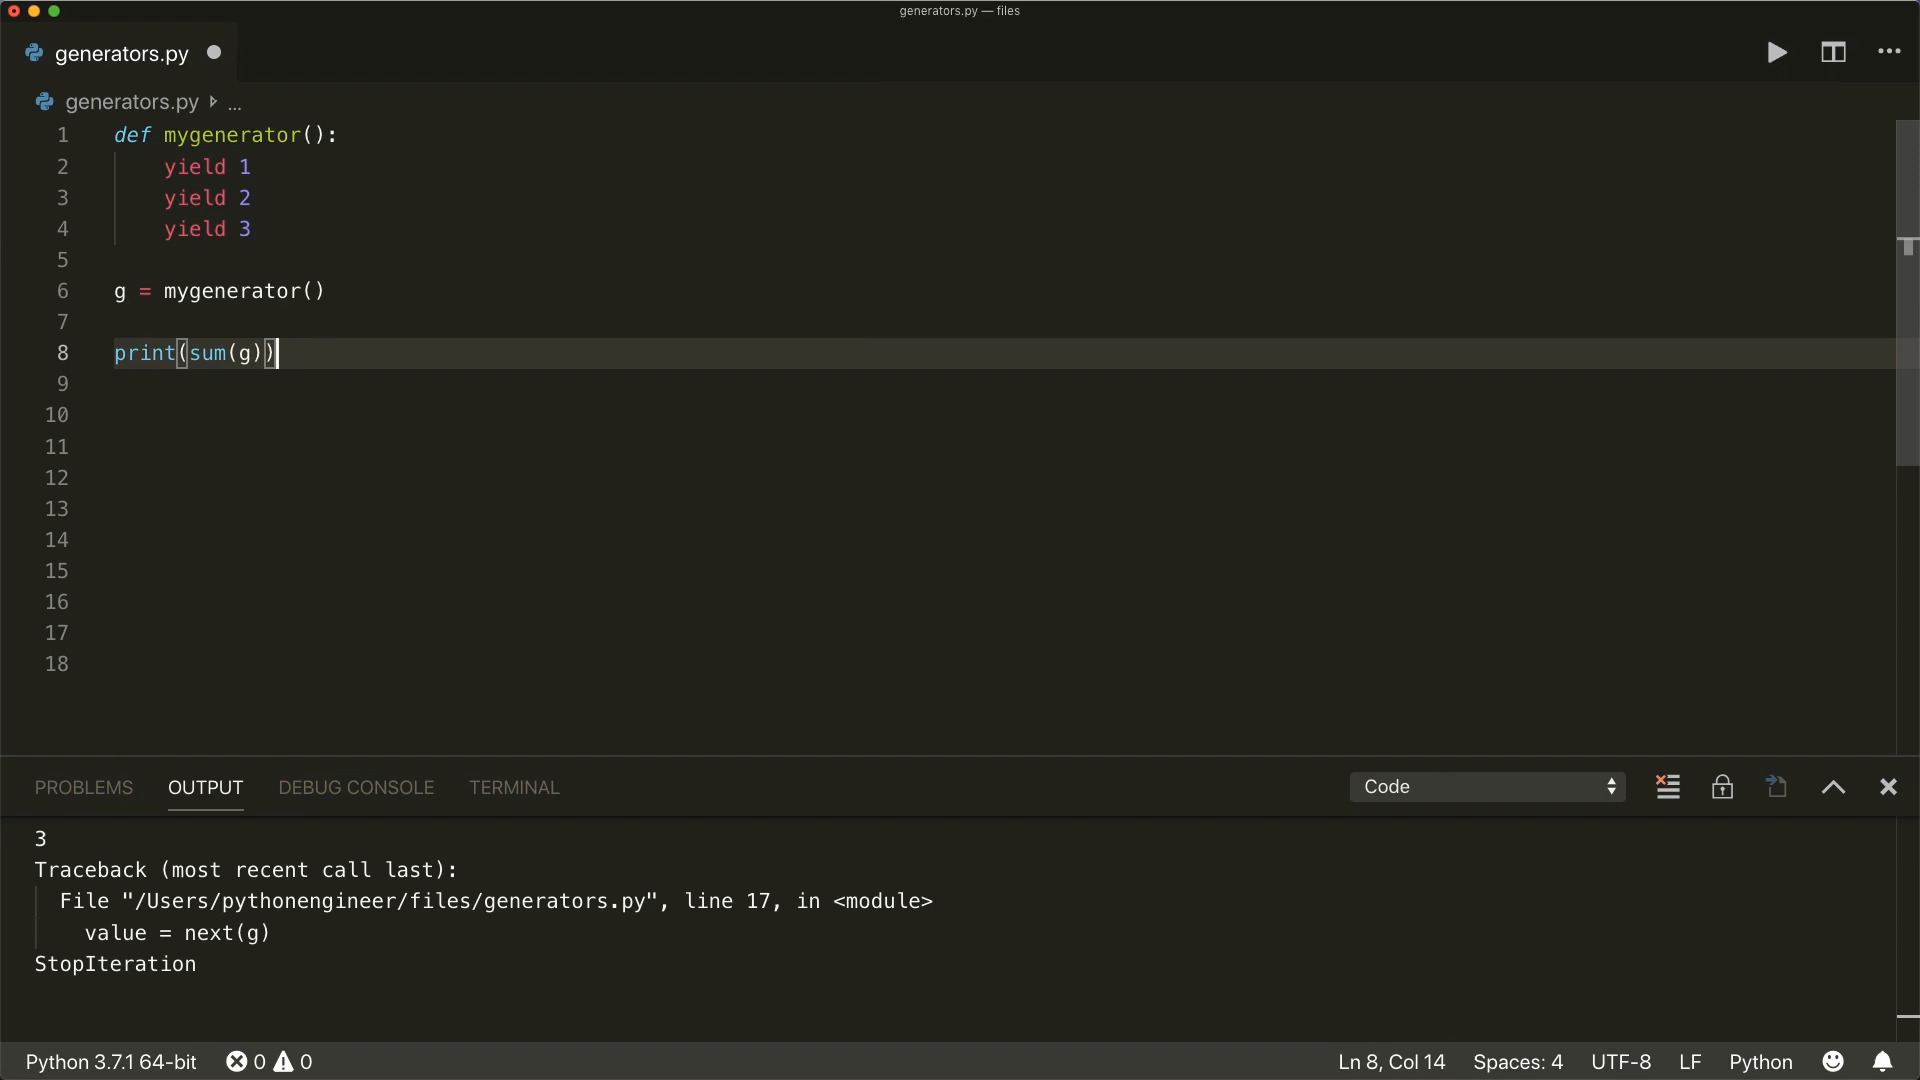 generators.py — files
generators.py
generators.py ...
1 def mygenerator():
2     yield 1
3     yield 2
4     yield 3
5
6 g = mygenerator()
7
8 print(sum(g))
9
10
11
12
13
14
15
16
17
18
PROBLEMS OUTPUT DEBUG CONSOLE TERMINAL Code
3
Traceback (most recent call last):
  File "/Users/pythonengineer/files/generators.py", line 17, in <module>
    value = next(g)
StopIteration
Python 3.7.1 64-bit 0 0 Ln 8, Col 14 Spaces: 4 UTF-8 LF Python